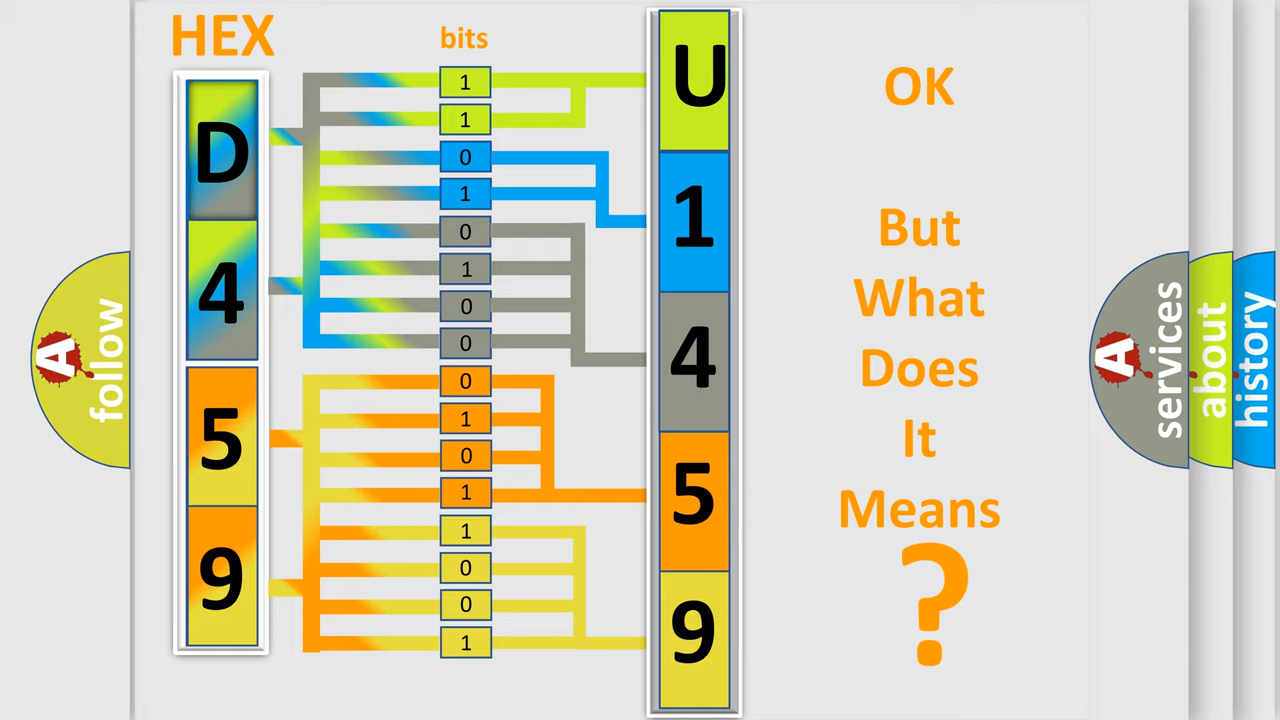 HEX
bits
D
4
5
9
1
1
0
1
0
1
0
0
0
1
0
1
1
0
0
1
U
1
4
5
9
OK
But
What
Does
It
Means
?
A
follow
A
services
about
history